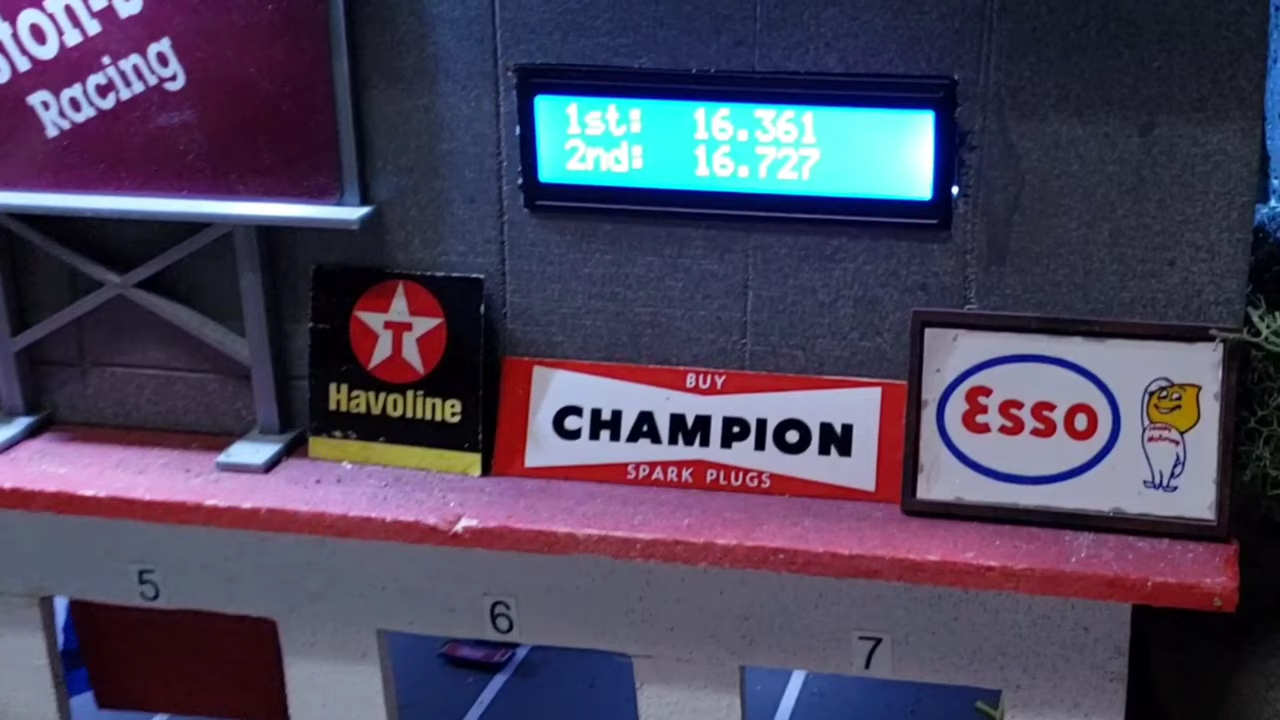 Racing
1st: 16.361
2nd: 16.727
T
Havoline
BUY
CHAMPION
SPARK PLUGS
Esso
5
6
7